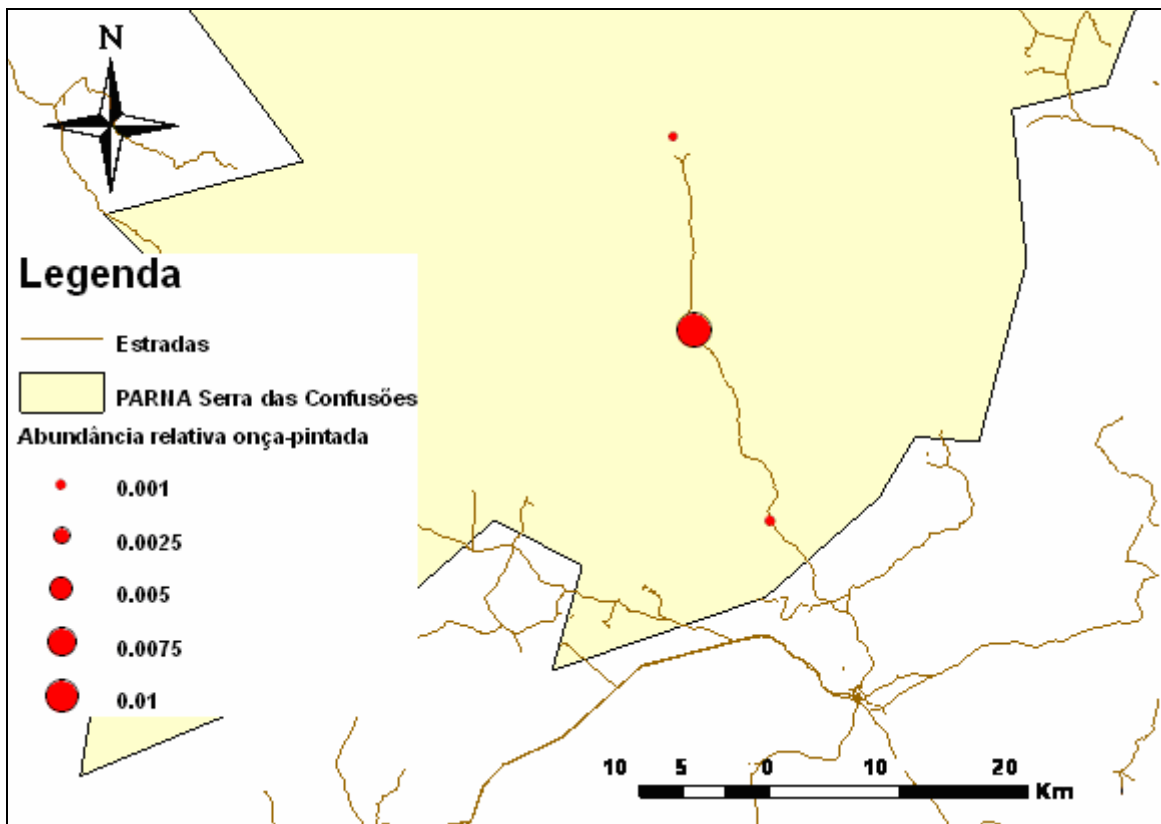 N
Legenda
Estradas
PARNA Serra das Confusões
Abundância relativa onça-pintada
0.001
0.0025
0.005
0.0075
0.01
10 5 0 10 20
Km